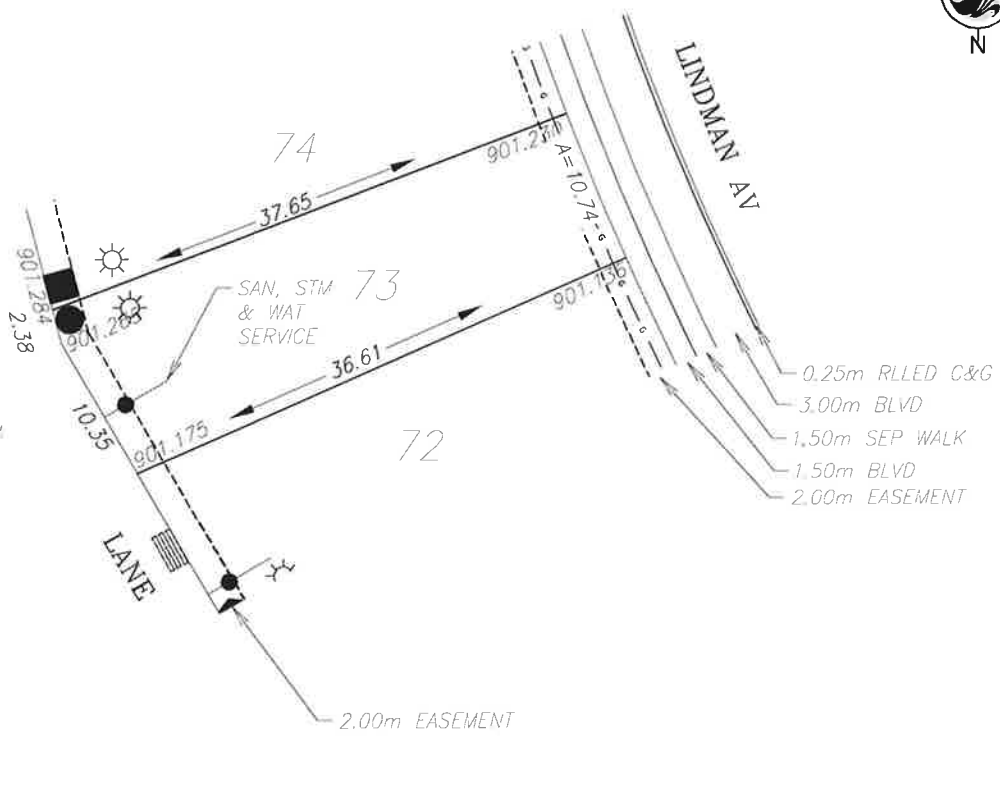 N
LINDMAN AV
74
A=10.74
37.65
901.284
2.38
SAN, STM
& WAT
SERVICE
73
36.61
10.35
901.175
72
LANE
0.25m RLLED C&G
3.00m BLVD
1.50m SEP WALK
1.50m BLVD
2.00m EASEMENT
2.00m EASEMENT
G
G
G
G
G